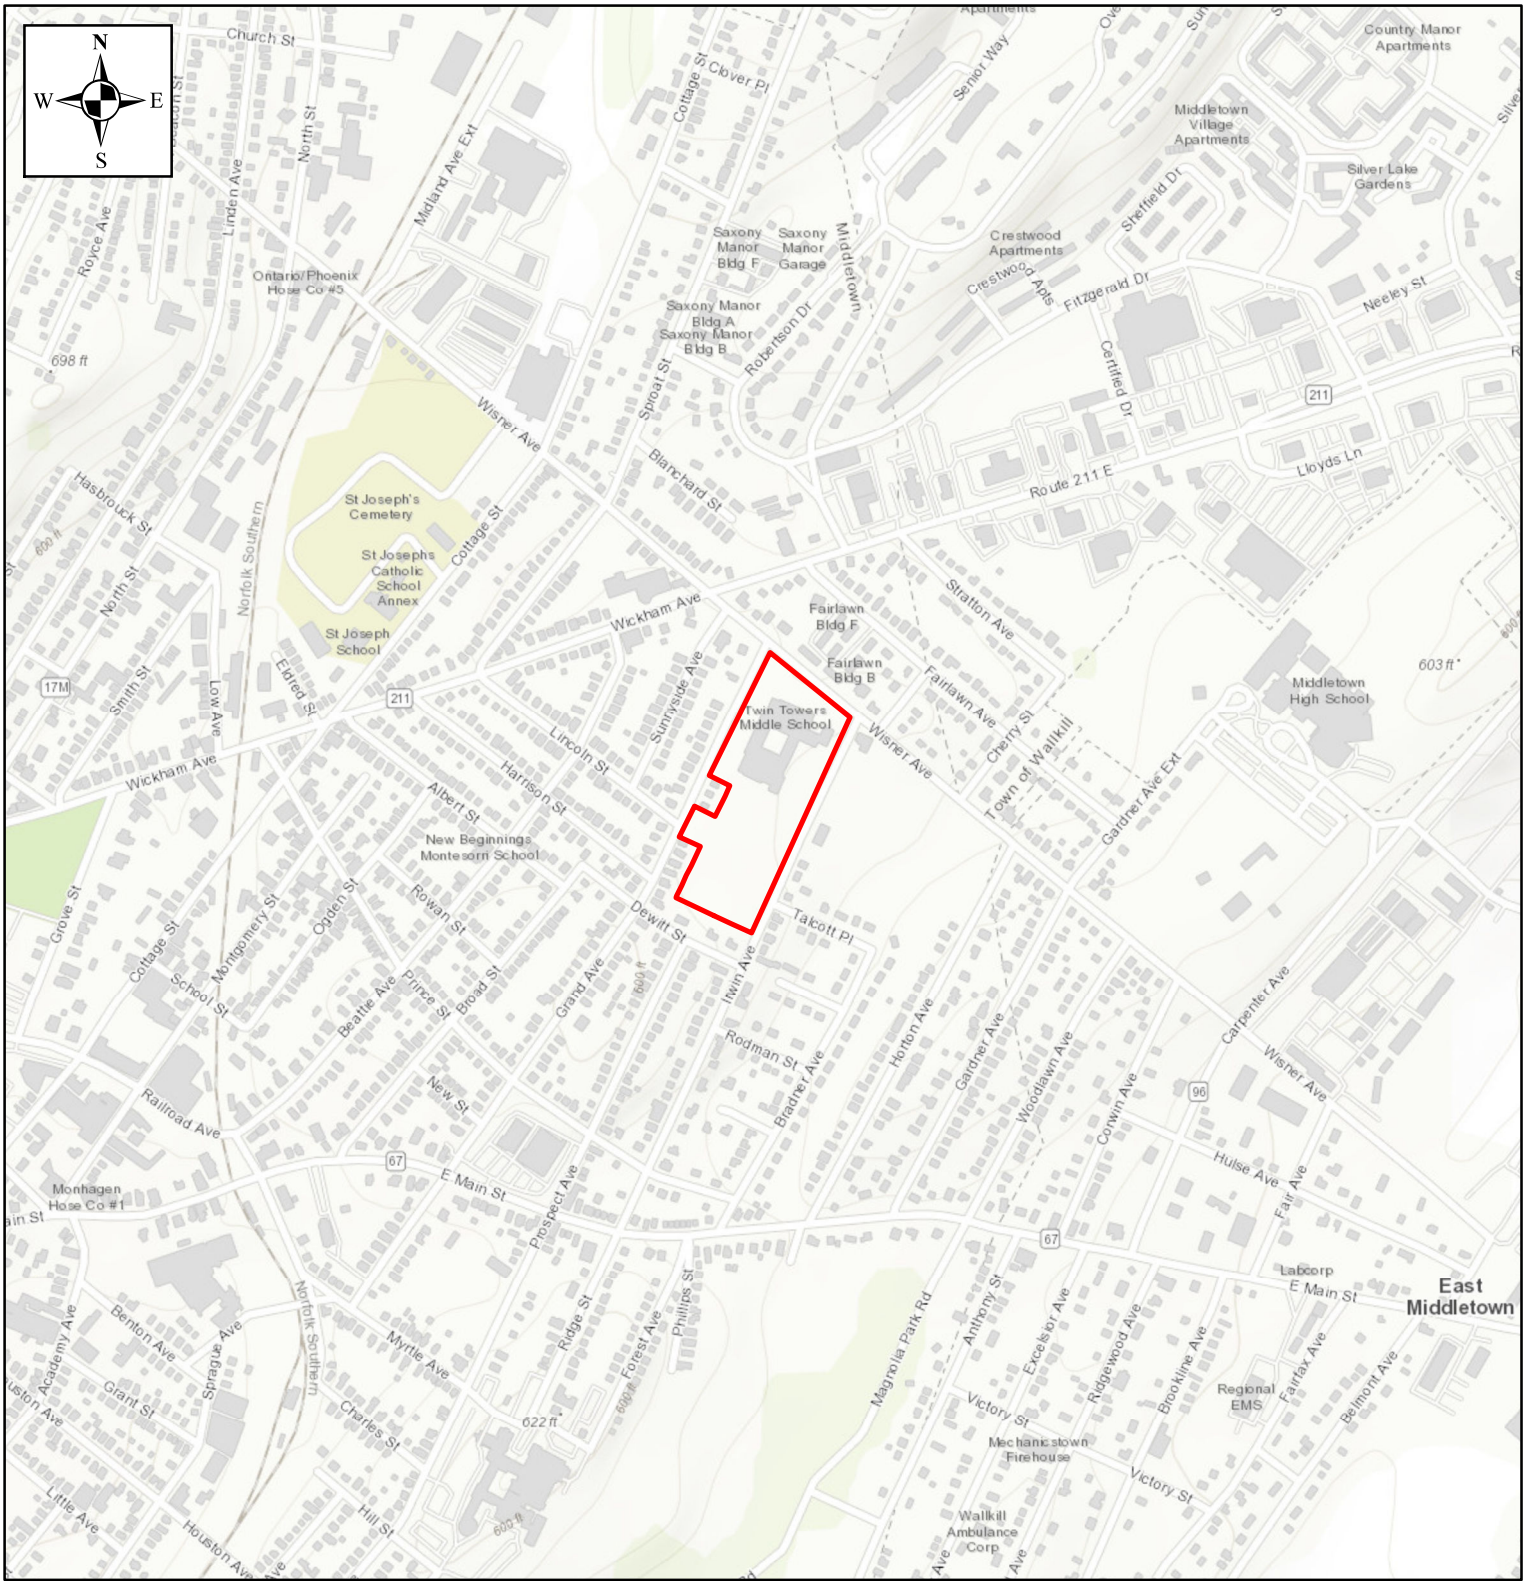 N
W
E
S
Church St
Linden Ave
North St
Royce Ave
Midland Ave Ext
Cottage St
Clover Pl
Apartments
Senior Way
Country Manor
Apartments
Middletown
Village
Apartments
Silver Lake
Gardens
Sheffield Dr
Saxony
Manor
Bldg F
Saxony
Manor
Garage
Middletown
Crestwood
Apartments
Crestwood Apts
Fitzgerald Dr
Neeley St
Ontario/Phoenix
Hose Co #5
Saxony Manor
Bldg A
Saxony Manor
Bldg B
Robertson Dr
Sproat St
Certified Dr
698 ft
211
Wisner Ave
Blanchard St
Lloyds Ln
Route 211 E
Hasbrouck St
St Joseph's
Cemetery
Cottage St
600 ft
Norfolk Southern
St Josephs
Catholic
School
Annex
North St
Wickham Ave
Stratton Ave
Fairlawn
Bldg F
St Joseph
School
Fairlawn
Bldg B
Eldred St
Smith St
17M
Low Ave
211
Sunnyside Ave
Fairlawn Ave
Middletown
High School
603 ft
Twin Towers
Middle School
Cherry St
Town of Wallkill
Wisner Ave
Lincoln St
Wickham Ave
Harrison St
Albert St
Gardner Ave Ext
New Beginnings
Montesorri School
Grove St
Ogden St
Rowan St
Dewitt St
Talcott Pl
Cottage St
Montgomery St
School St
Beattie Ave
Prince St
Broad St
Grand Ave
600 ft
Irwin Ave
Rodman St
Horton Ave
Gardner Ave
Woodlawn Ave
Carpenter Ave
Wisner Ave
Bradner Ave
Corwin Ave
96
New St
Railroad Ave
67
E Main St
Prospect Ave
Hulse Ave
Fair Ave
Monhagen
Hose Co #1
ain St
67
Labcorp
E Main St
East
Middletown
Norfolk Southern
Benton Ave
Academy Ave
Sprague Ave
Myrtle Ave
Ridge St
Forest Ave
Phillips St
Magnolia Park Rd
Anthony St
Excelsior Ave
Ridgewood Ave
Brookline Ave
Fairfax Ave
Belmont Ave
Grant St
uston Ave
Charles St
622 ft
600 ft
Regional
EMS
Victory St
Mechanicstown
Firehouse
Victory St
Little Ave
Houston Ave
Hill St
600 ft
Wallkill
Ambulance
Corp
Ave
Ave